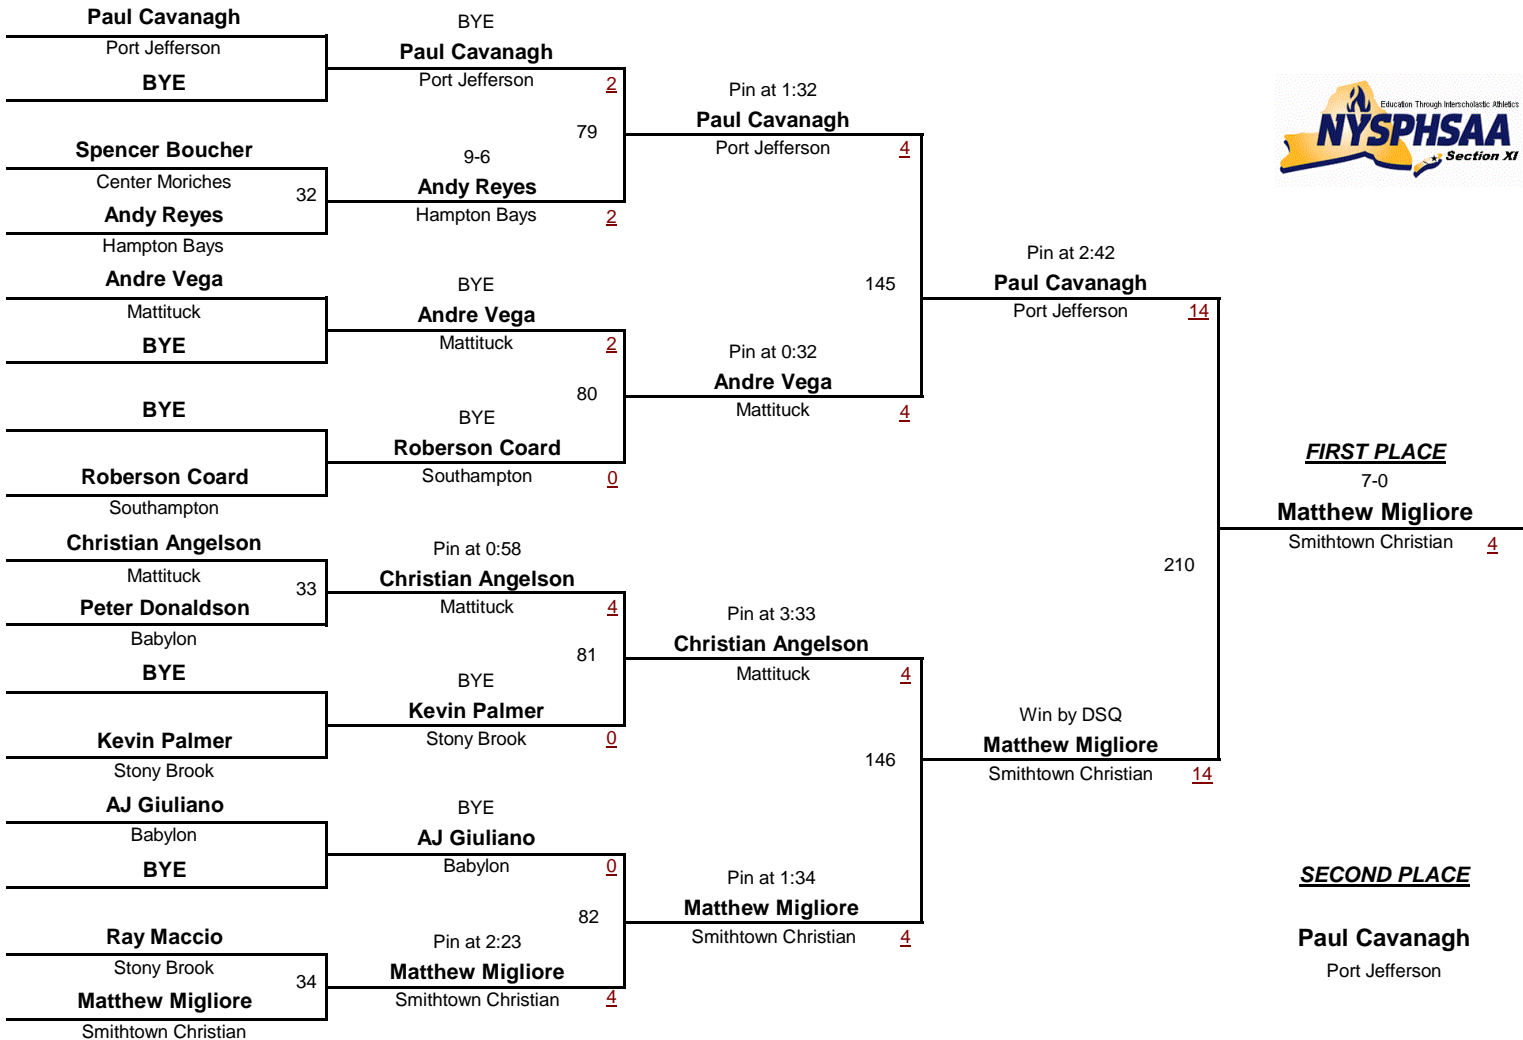 Paul Cavanagh
Port Jefferson
BYE
Spencer Boucher
Center Moriches
32
Andy Reyes
Hampton Bays
Andre Vega
Mattituck
BYE
BYE
Roberson Coard
Southampton
Christian Angelson
Mattituck
33
Peter Donaldson
Babylon
BYE
Kevin Palmer
Stony Brook
AJ Giuliano
Babylon
BYE
Ray Maccio
Stony Brook
34
Matthew Migliore
Smithtown Christian
BYE
Paul Cavanagh
Port Jefferson 2
79
9-6
Andy Reyes
Hampton Bays 2
BYE
Andre Vega
Mattituck 2
80
BYE
Roberson Coard
Southampton 0
Pin at 0:58
Christian Angelson
Mattituck 4
81
BYE
Kevin Palmer
Stony Brook 0
BYE
AJ Giuliano
Babylon 0
82
Pin at 2:23
Matthew Migliore
Smithtown Christian 4
Pin at 1:32
Paul Cavanagh
Port Jefferson 4
145
Pin at 0:32
Andre Vega
Mattituck 4
Pin at 3:33
Christian Angelson
Mattituck 4
146
Pin at 1:34
Matthew Migliore
Smithtown Christian 4
Pin at 2:42
Paul Cavanagh
Port Jefferson 14
210
Win by DSQ
Matthew Migliore
Smithtown Christian 14
Education Through Interscholastic Athletics
NYSPHSAA
Section XI
FIRST PLACE
7-0
Matthew Migliore
Smithtown Christian 4
SECOND PLACE
Paul Cavanagh
Port Jefferson